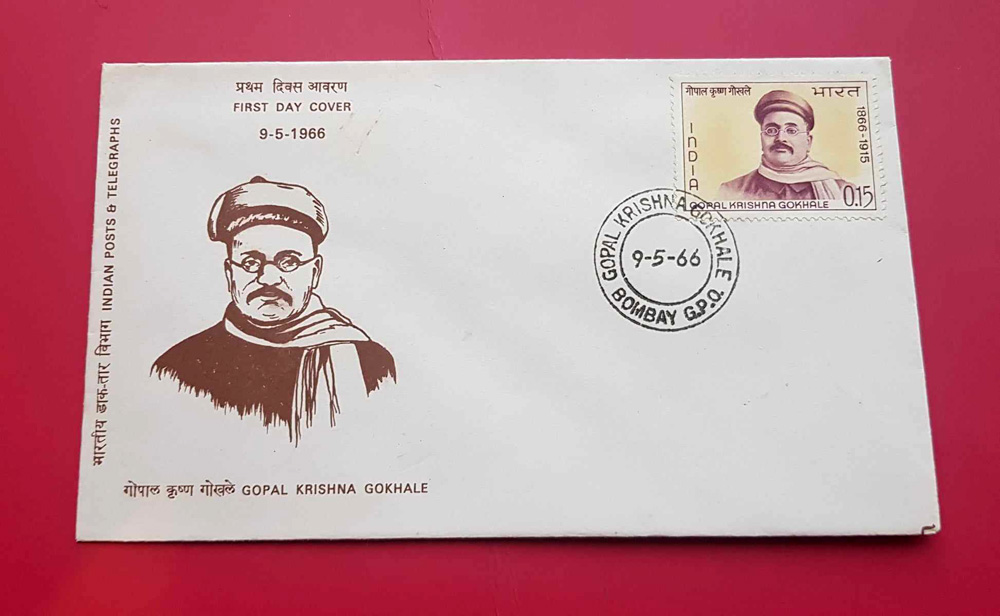 प्रथम दिवस आवरण
FIRST DAY COVER
9-5-1966
भारतीय डाक-तार विभाग INDIAN POSTS & TELEGRAPHS
गोपाल कृष्ण गोखले GOPAL KRISHNA GOKHALE
गोपाल कृष्ण गोखले भारत
INDIA
1866-1915
GOPAL KRISHNA GOKHALE 0.15
GOPAL KRISHNA GOKHALE
9-5-66
BOMBAY G.P.O.